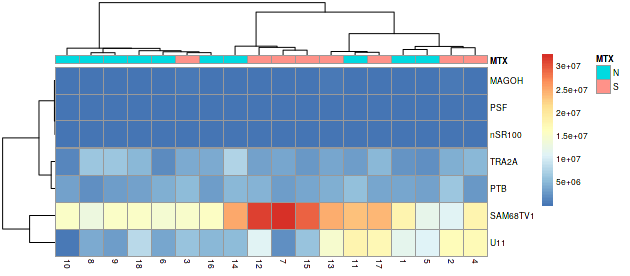 MTX
MAGOH
PSF
nSR100
TRA2A
PTB
SAM68TV1
U11
10 8 9 18 6 3 16 14 12 7 15 13 11 17 1 5 2 4
3e+07
2.5e+07
2e+07
1.5e+07
1e+07
5e+06
MTX
N
S